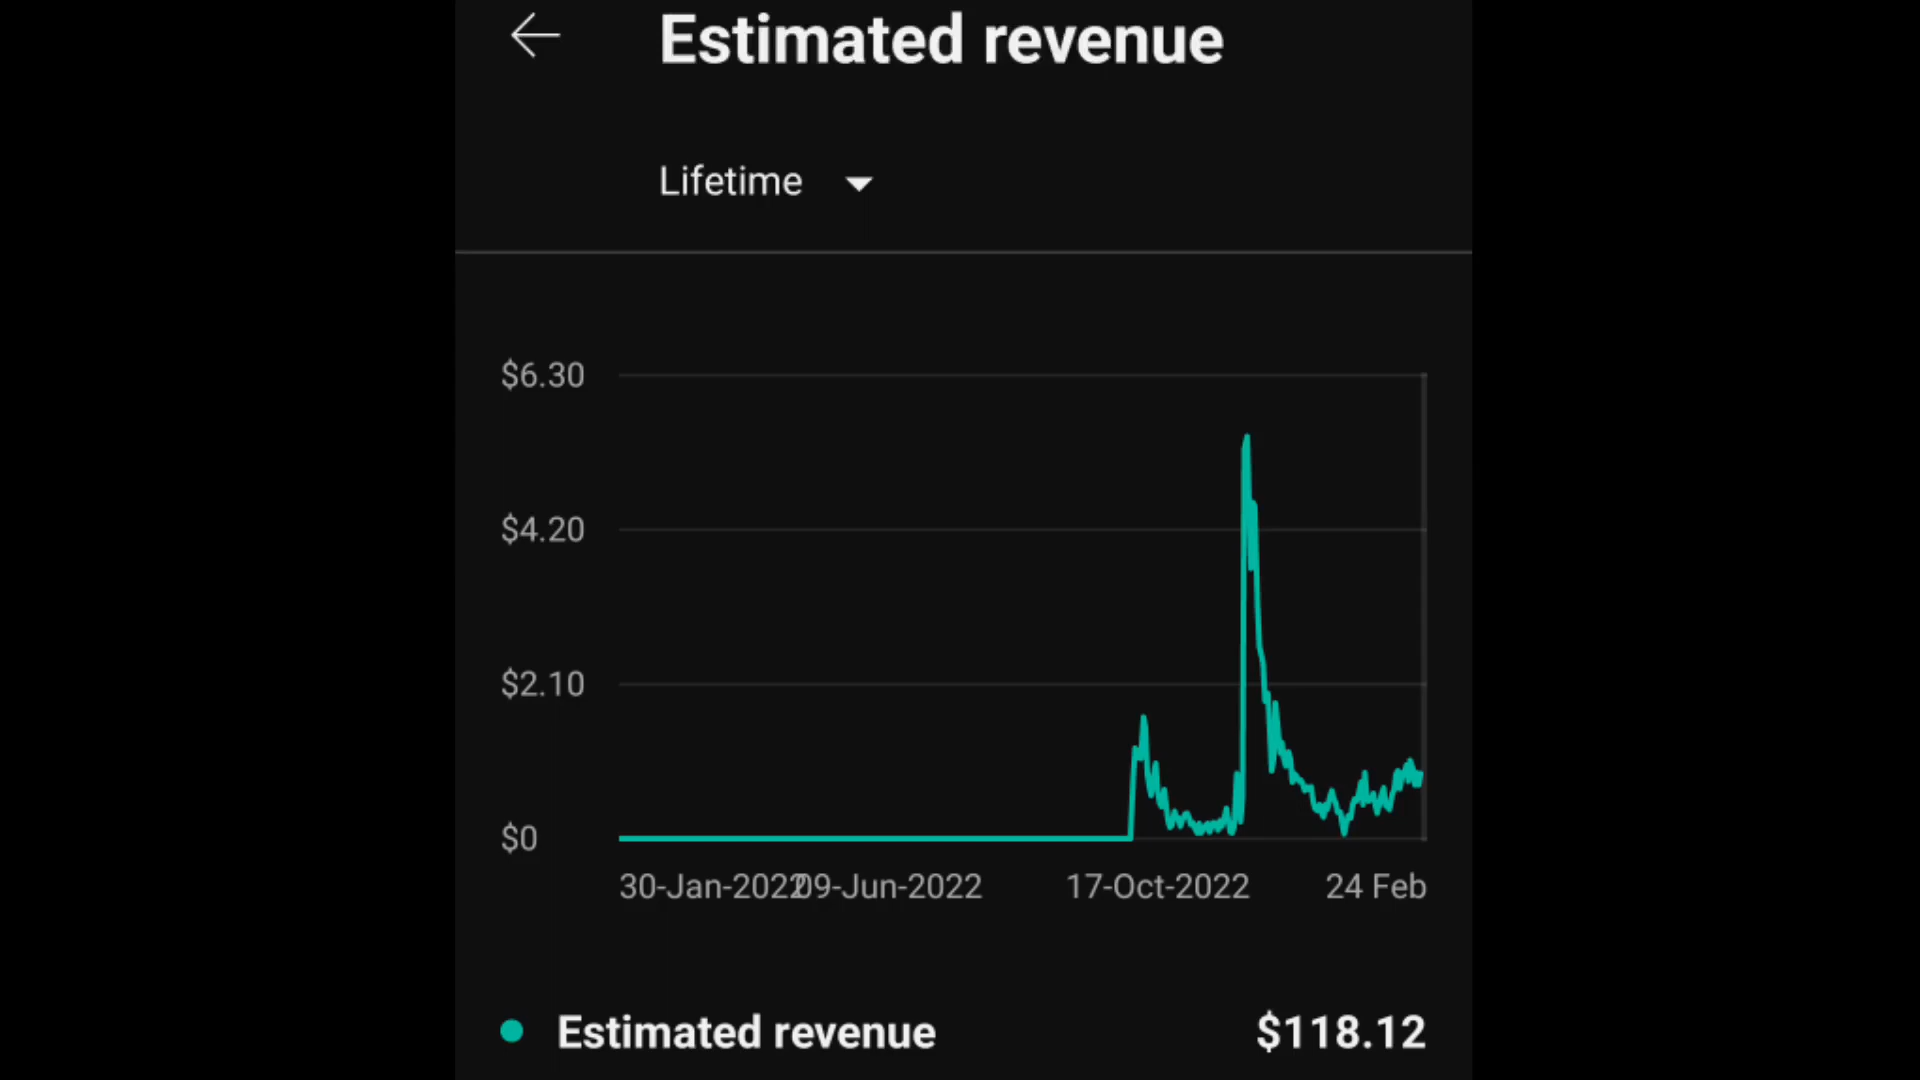 Estimated revenue
Lifetime
$6.30
$4.20
$2.10
$0
30-Jan-2022 09-Jun-2022 17-Oct-2022 24 Feb
Estimated revenue $118.12